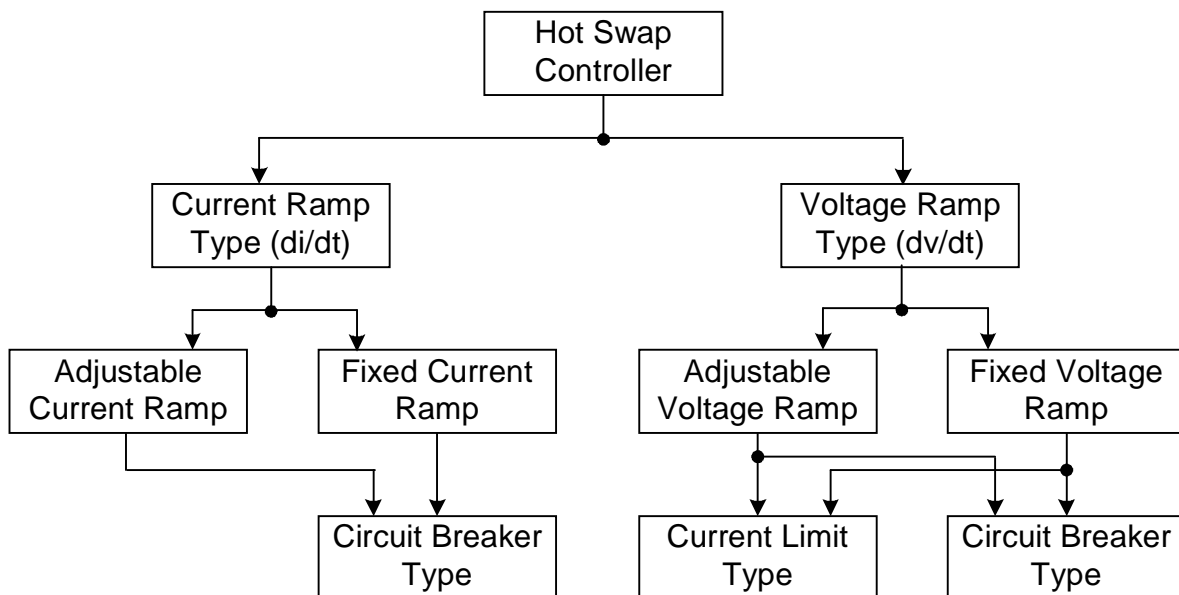 Hot Swap
Controller
Current Ramp
Type (di/dt)
Voltage Ramp
Type (dv/dt)
Adjustable
Current Ramp
Fixed Current
Ramp
Adjustable
Voltage Ramp
Fixed Voltage
Ramp
Circuit Breaker
Type
Current Limit
Type
Circuit Breaker
Type